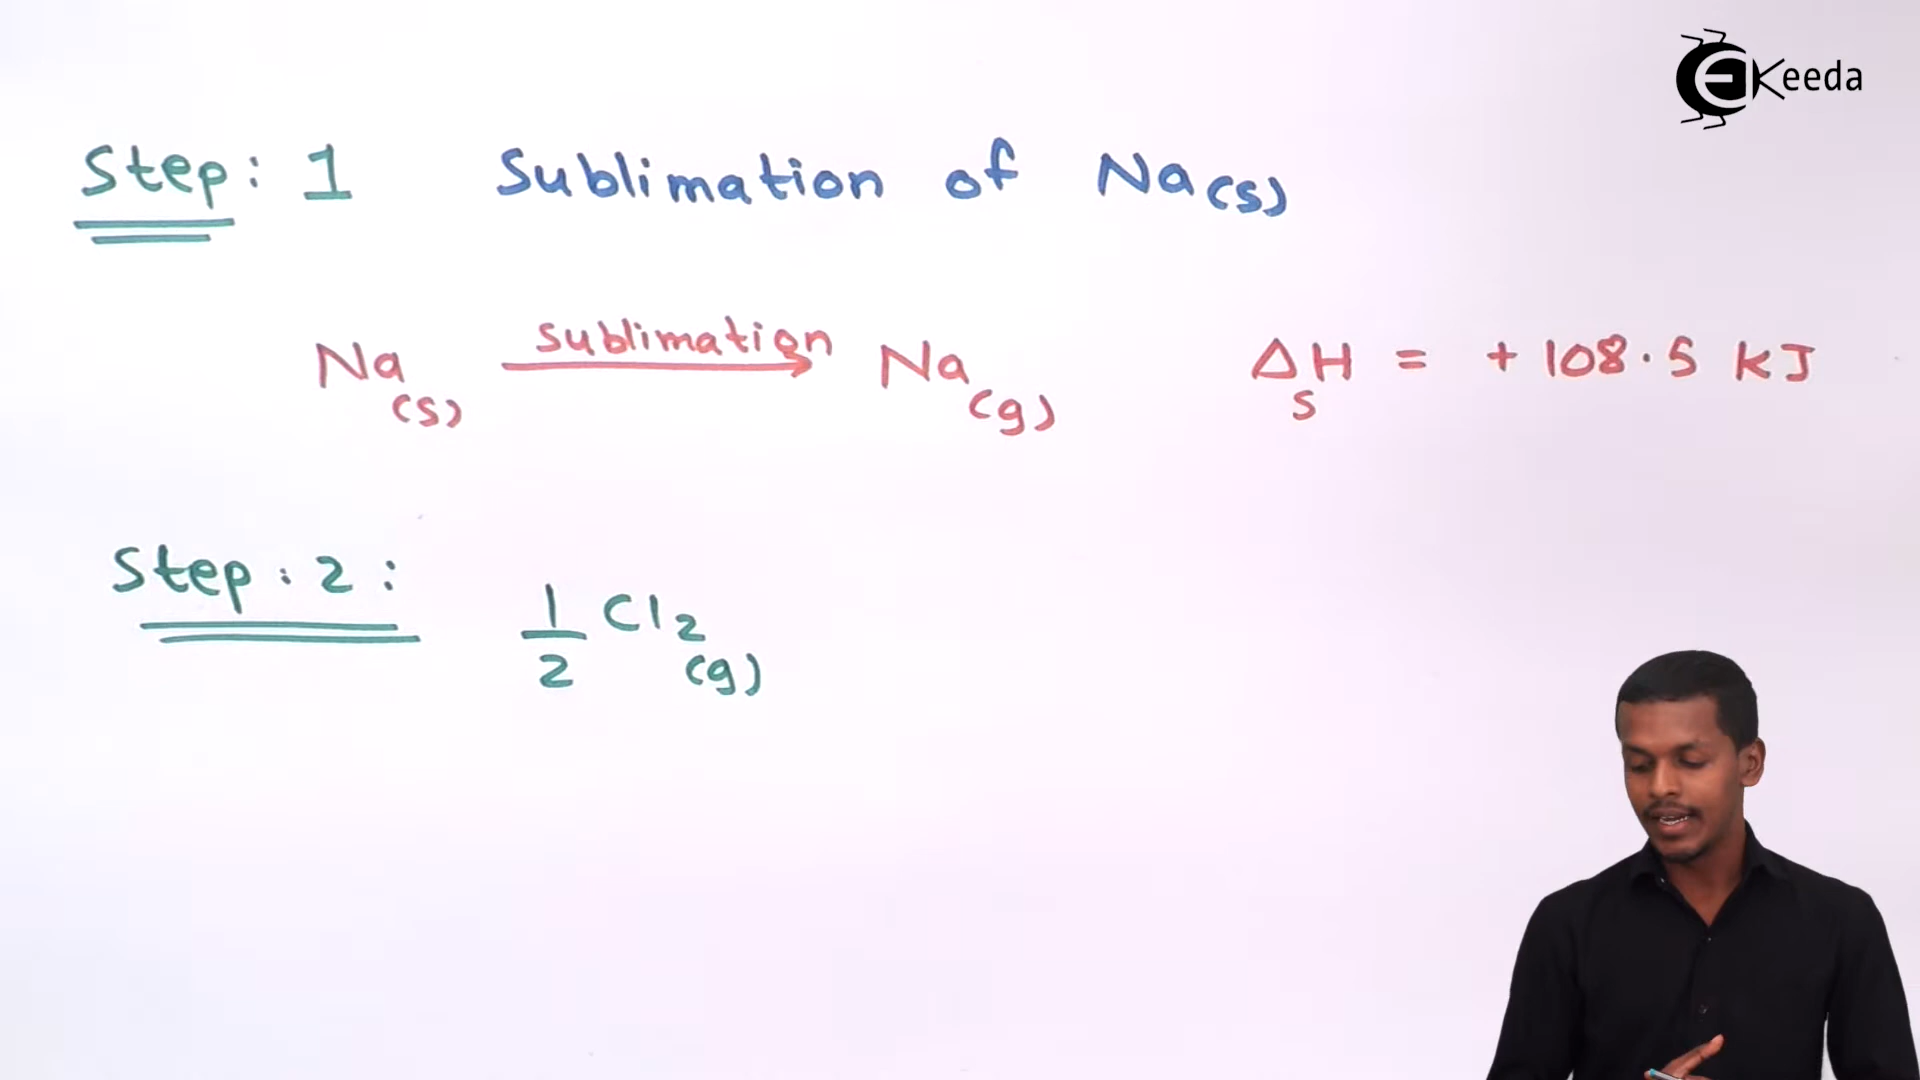 EKeeda
Step: 1 Sublimation of Na(s)
Na(s) sublimation Na(g) ΔsH = + 108.5 kJ
Step: 2: 1/2 Cl2(g)